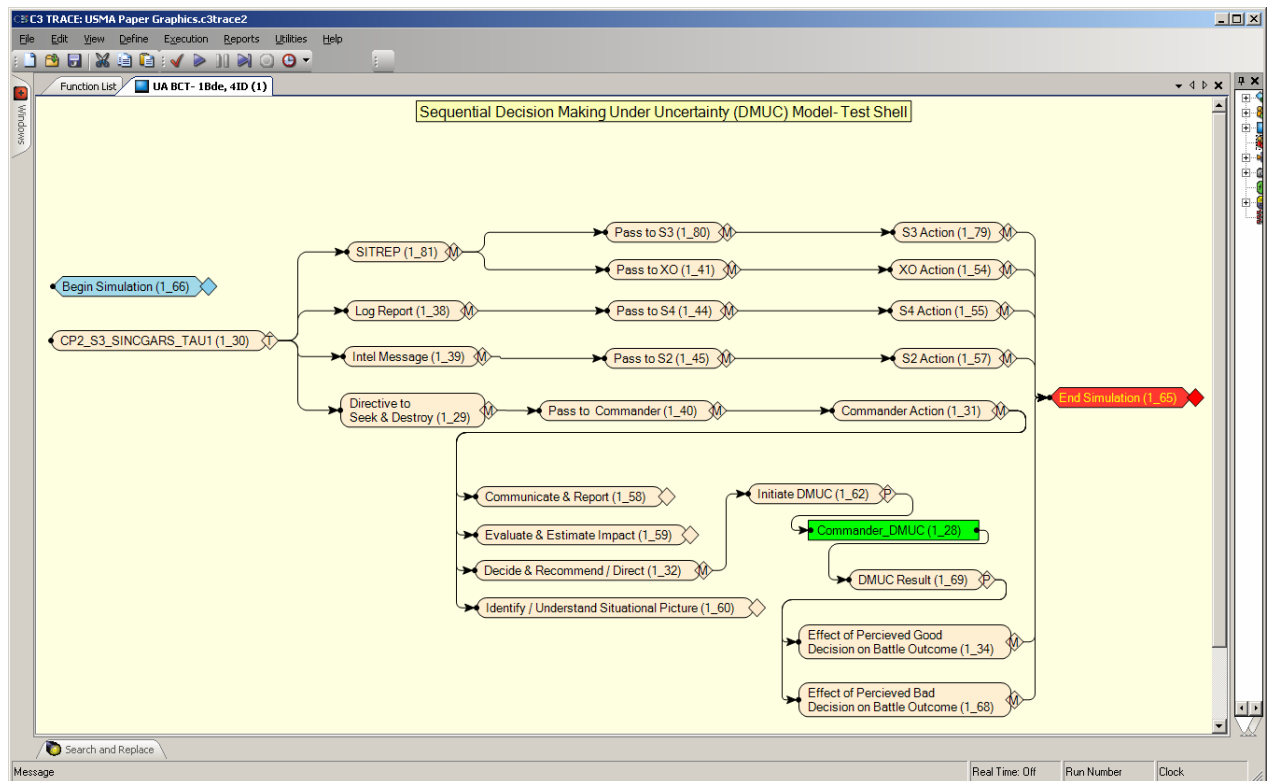 C3 TRACE: USMA Paper Graphics.c3trace2
File Edit View Define Execution Reports Utilities Help
Function List UA BCT- 1Bde, 4ID (1)
Windows
Sequential Decision Making Under Uncertainty (DMUC) Model- Test Shell
Pass to S3 (1_80) M S3 Action (1_79) M
SITREP (1_81) M
Pass to XO (1_41) M XO Action (1_54) M
Begin Simulation (1_66)
Log Report (1_38) M Pass to S4 (1_44) M S4 Action (1_55) M
CP2_S3_SINCGARS_TAU1 (1_30) T
Intel Message (1_39) M Pass to S2 (1_45) M S2 Action (1_57) M
End Simulation (1_65)
Directive to
Seek & Destroy (1_29) M Pass to Commander (1_40) M Commander Action (1_31) M
Communicate & Report (1_58) Initiate DMUC (1_62) P
Evaluate & Estimate Impact (1_59) Commander_DMUC (1_28)
Decide & Recommend / Direct (1_32) M DMUC Result (1_69) P
Identify / Understand Situational Picture (1_60)
Effect of Percieved Good
Decision on Battle Outcome (1_34) M
Effect of Percieved Bad
Decision on Battle Outcome (1_68) M
Search and Replace
Message Real Time: Off Run Number Clock